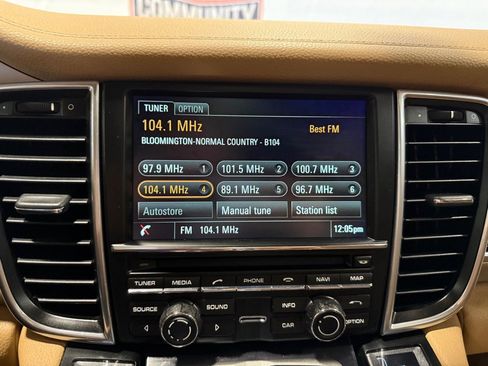 COMMUNITY
TUNER OPTION
104.1 MHz
Best FM
BLOOMINGTON-NORMAL COUNTRY - B104
97.9 MHz 1 101.5 MHz 2 100.7 MHz 3
104.1 MHz 4 89.1 MHz 5 96.7 MHz 6
Autostore Manual tune Station list
FM 104.1 MHz 12:05pm
TUNER MEDIA PHONE NAVI MAP
SOURCE SOUND INFO
CAR OPTION